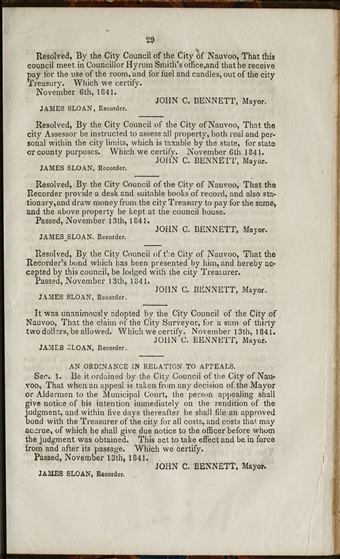 29
Resolved, By the City Council of the City of Nauvoo, That this
council meet in Councillor Hyrum Smith's office,and that he receive
pay for the use of the room, and for fuel and candles, out of the city
Treasury. Which we certify.
November 6th, 1841.
JOHN C. BENNETT, Mayor.
JAMES SLOAN, Recorder.
Resolved, By the City Council of the City of Nauvoo, That the
city Assessor be instructed to assess all property, both real and per-
sonal within the city limits, which is taxable by the state, for state
or county purposes. Which we certify. November 6th 1841.
JOHN C. BENNETT, Mayor.
JAMES SLOAN, Recorder.
Resolved, By the City Council of the City of Nauvoo, That the
Recorder provide a desk and suitable books of record, and also sta-
tionary,and draw money from the city Treasury to pay for the same,
and the above property be kept at the council house.
Passed, November 13th, 1841.
JOHN C. BENNETT, Mayor.
JAMES SLOAN. Recorder.
Resolved, By the City Council of the City of Nauvoo, That the
Recorder's bond which has been presented by him, and hereby ac-
cepted by this council, be lodged with the city Treasurer.
Passed, November 13th, 1841.
JOHN C. BENNETT, Mayor.
JAMES SLOAN, Recorder.
It was unanimously adopted by the City Council of the City of
Nauvoo, That the claim of the City Surveyor, for a sum of thirty
two dollars, be allowed. Which we certify. November 13th, 1841.
JOHN C. BENNETT, Mayor.
JAMES SLOAN, Recorder.
AN ORDINANCE IN RELATION TO APPEALS.
Sec. 1. Be it ordained by the City Council of the City of Nau-
voo, That when an appeal is taken from any decision of the Mayor
or Aldermen to the Municipal Court, the person appealing shall
give notice of his intention immediately on the rendition of the
judgment, and within five days thereafter he shall file an approved
bond with the Treasurer of the city for all costs, and costs that may
accrue, of which he shall give due notice to the officer before whom
the judgment was obtained. This act to take effect and be in force
from and after its passage. Which we certify.
Passed, November 13th, 1841.
JOHN C. BENNETT, Mayor.
JAMES SLOAN, Recorder.